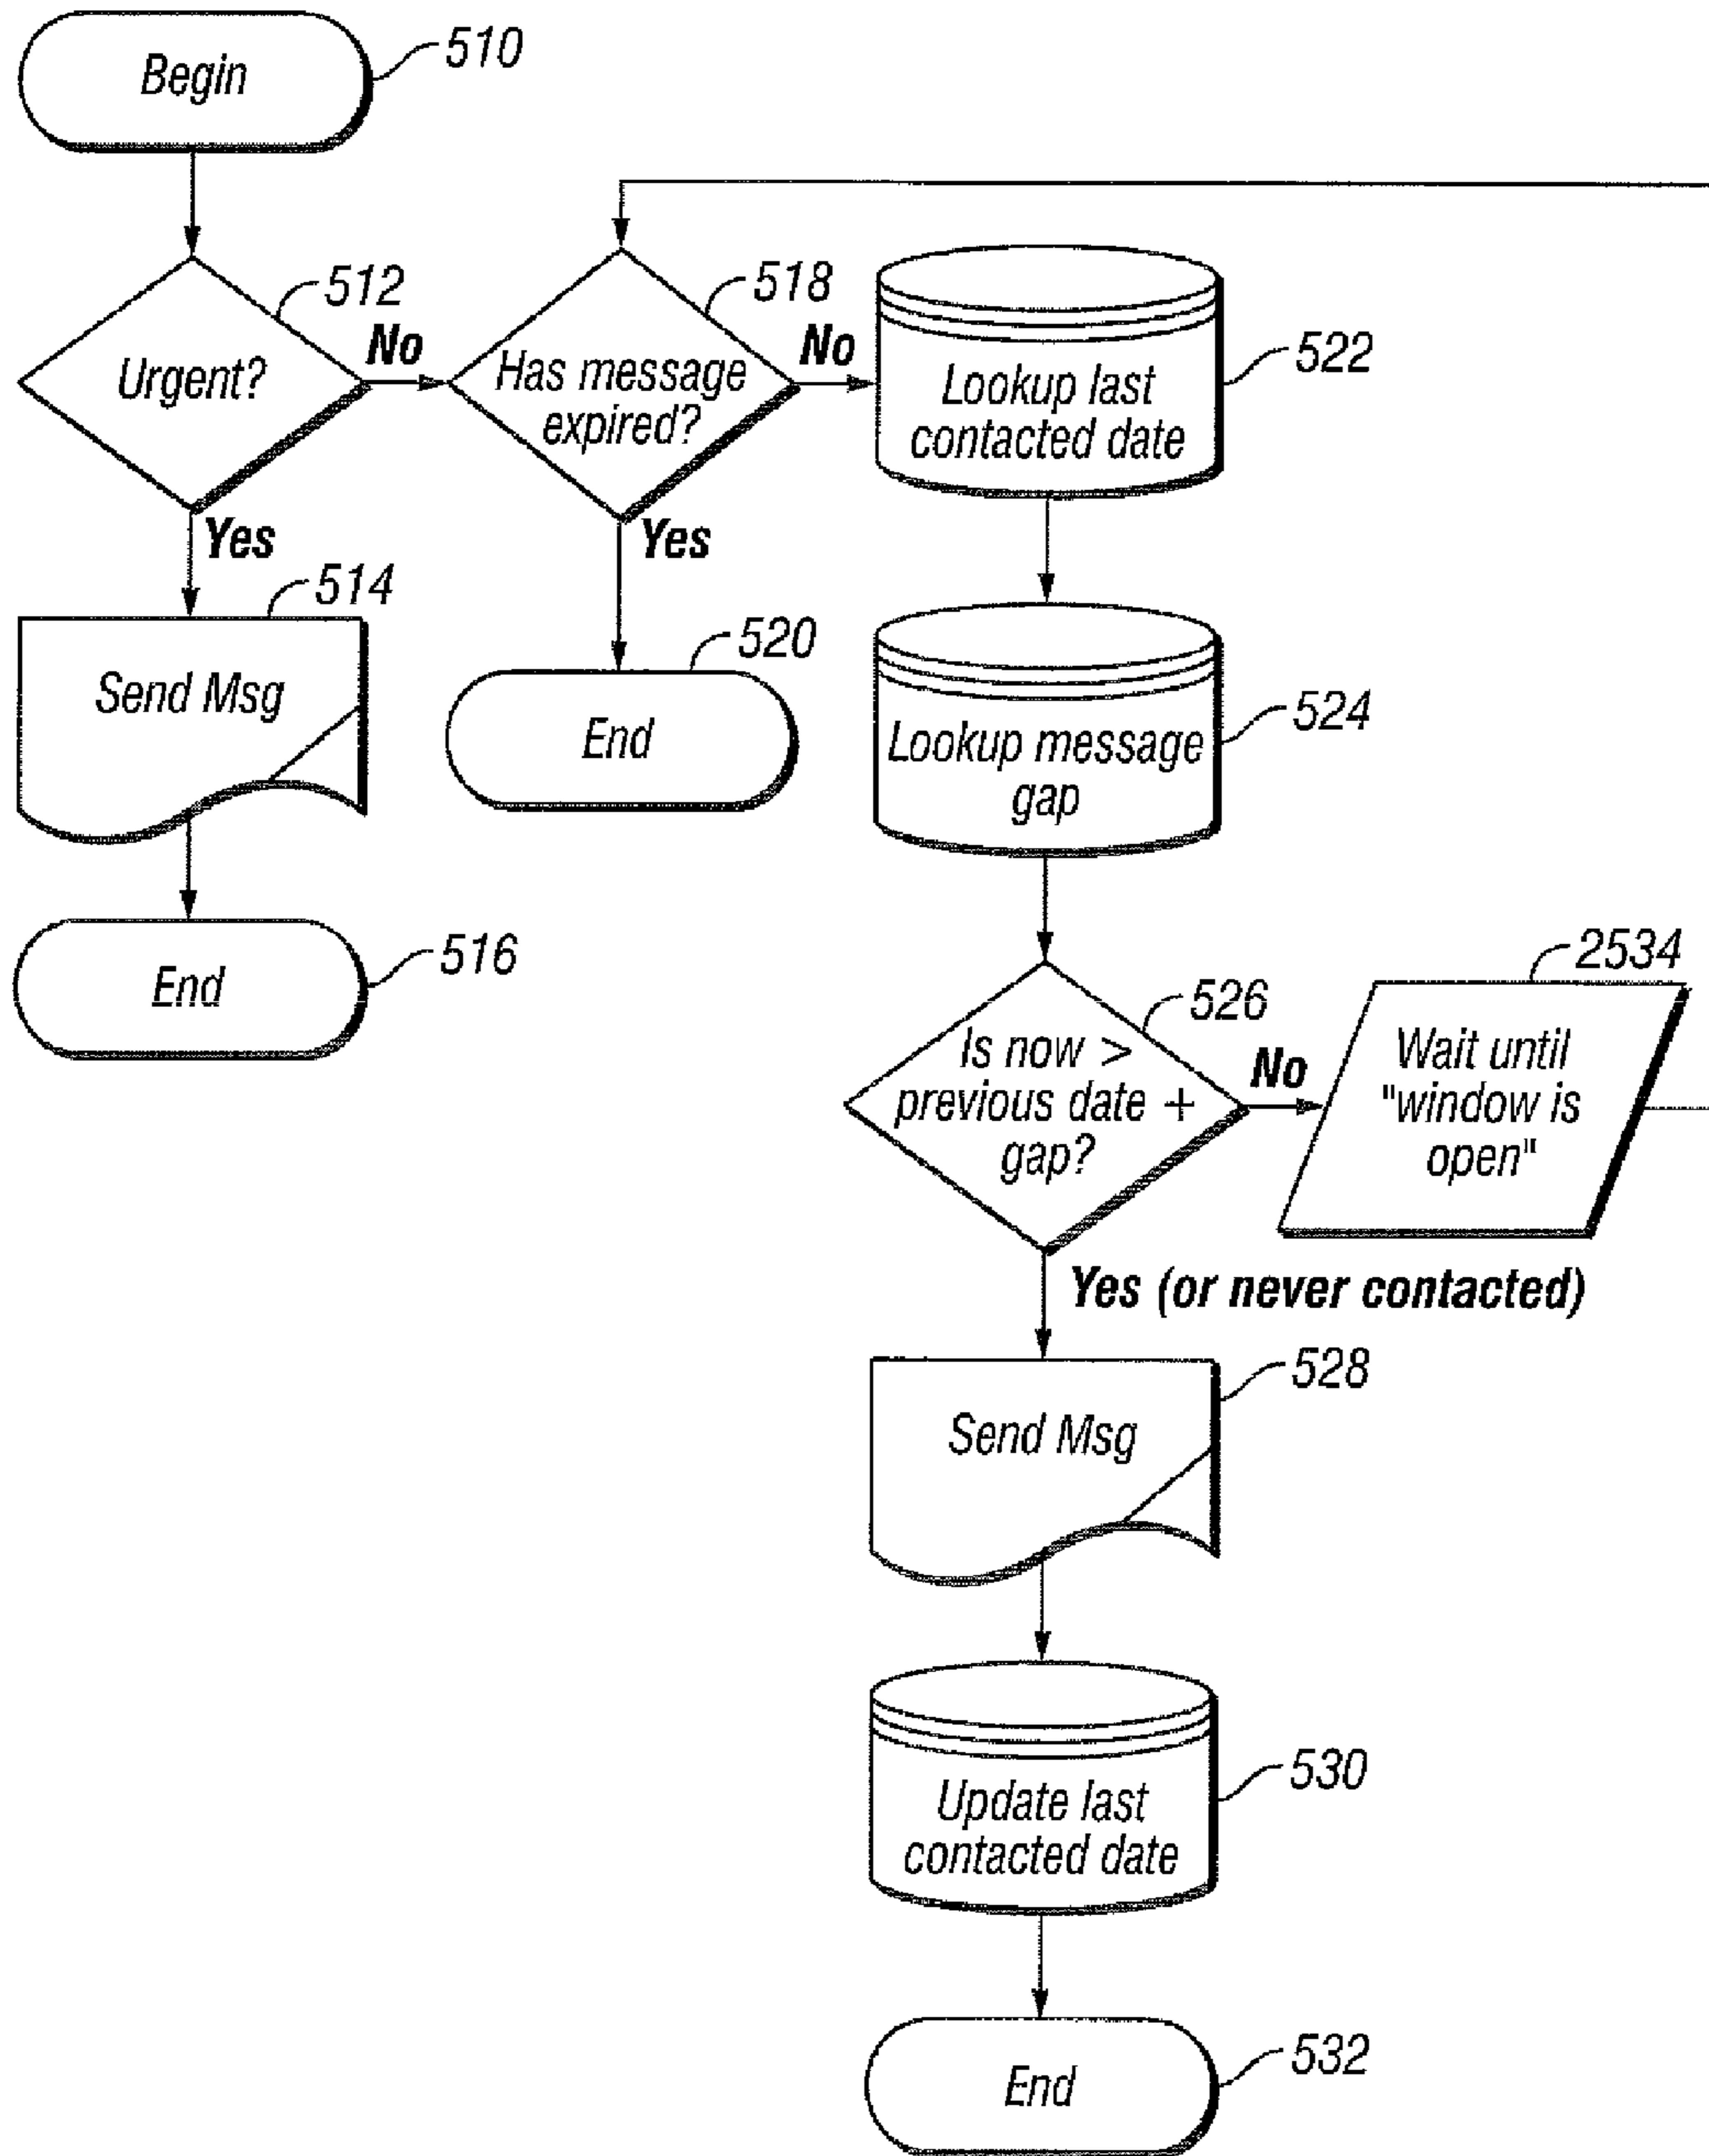 Begin
510
Urgent?
512
No
Yes
Send Msg
514
End
516
Has message
expired?
518
No
Yes
End
520
Lookup last
contacted date
522
Lookup message
gap
524
Is now >
previous date +
gap?
526
No
Wait until
"window is
open"
2534
Yes (or never contacted)
Send Msg
528
Update last
contacted date
530
End
532